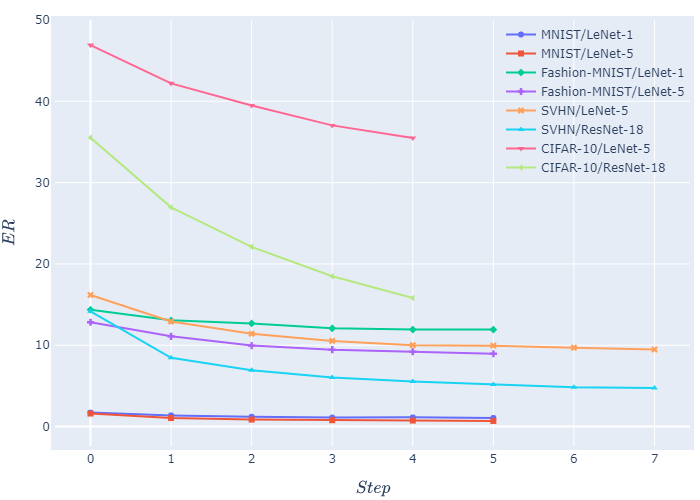 50
40
30
20
10
0
ER
0 1 2 3 4 5 6 7
Step
MNIST/LeNet-1
MNIST/LeNet-5
Fashion-MNIST/LeNet-1
Fashion-MNIST/LeNet-5
SVHN/LeNet-5
SVHN/ResNet-18
CIFAR-10/LeNet-5
CIFAR-10/ResNet-18